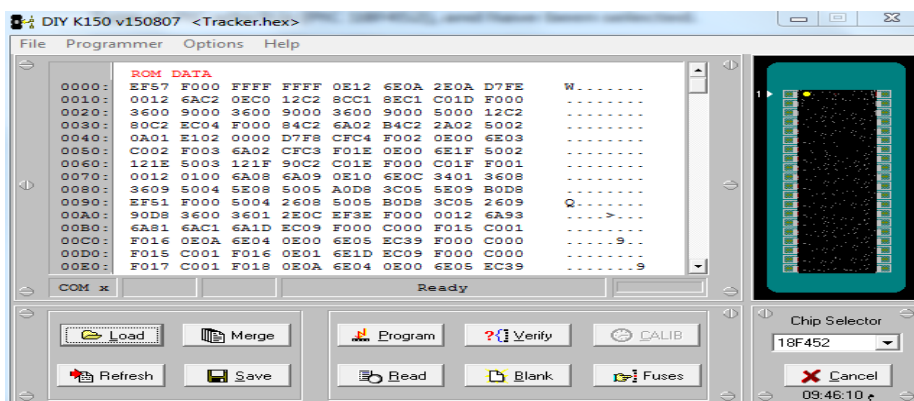 DIY K150 v150807 <Tracker.hex>
File Programmer Options Help
ROM DATA
0000: EF57 F000 FFFF FFFF 0E12 6E0A 2E0A D7FE W.......
0010: 0012 6AC2 0EC0 12C2 8CC1 8EC1 C01D F000 ........
0020: 3600 9000 3600 9000 3600 9000 5000 12C2 ........
0030: 80C2 EC04 F000 84C2 6A02 B4C2 2A02 5002 ........
0040: 0A01 E102 0000 D7F8 CFC4 F002 0E00 6E03 ........
0050: C002 F003 6A02 CFC3 F01E 0E00 6E1F 5002 ........
0060: 121E 5003 121F 90C2 C01E F000 C01F F001 ........
0070: 0012 0100 6A08 6A09 0E10 6E0C 3401 3608 ........
0080: 3609 5004 5E08 5005 A0D8 3C05 5E09 B0D8 ........
0090: EF51 F000 5004 2608 5005 B0D8 3C05 2609 Q.......
00A0: 90D8 3600 3601 2E0C EF3E F000 0012 6A93 ....>...
00B0: 6A81 6AC1 6A1D EC09 F000 C000 F015 C001 ........
00C0: F016 0E0A 6E04 0E00 6E05 EC39 F000 C000 .....9..
00D0: F015 C001 F016 0E01 6E1D EC09 F000 C000 ........
00E0: F017 C001 F018 0E0A 6E04 0E00 6E05 EC39 .......9
COM x Ready
Load Merge Program Verify CALIB
Refresh Save Read Blank Fuses
1
Chip Selector
18F452
Cancel
09:46:10 م